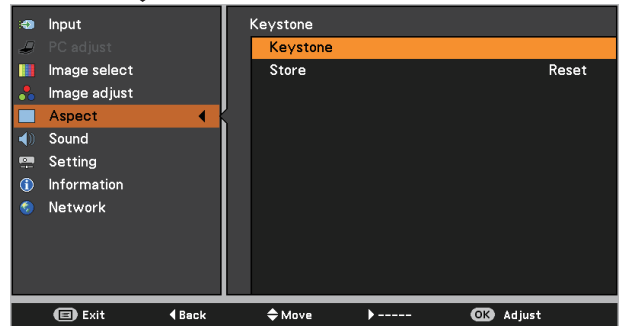 Input
PC adjust
Image select
Image adjust
Aspect
Sound
Setting
Information
Network
Keystone
Keystone
Store Reset
Exit Back Move ----- OK Adjust